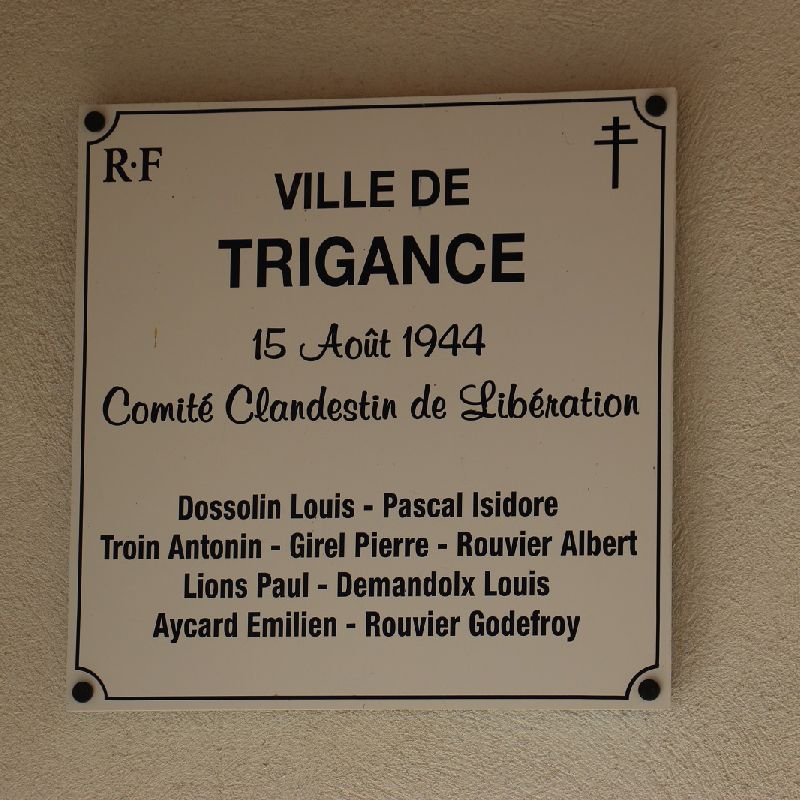 R·F
VILLE DE
TRIGANCE
15 Août 1944
Comité Clandestin de Libération
Dossolin Louis - Pascal Isidore
Troin Antonin - Girel Pierre - Rouvier Albert
Lions Paul - Demandolx Louis
Aycard Emilien - Rouvier Godefroy